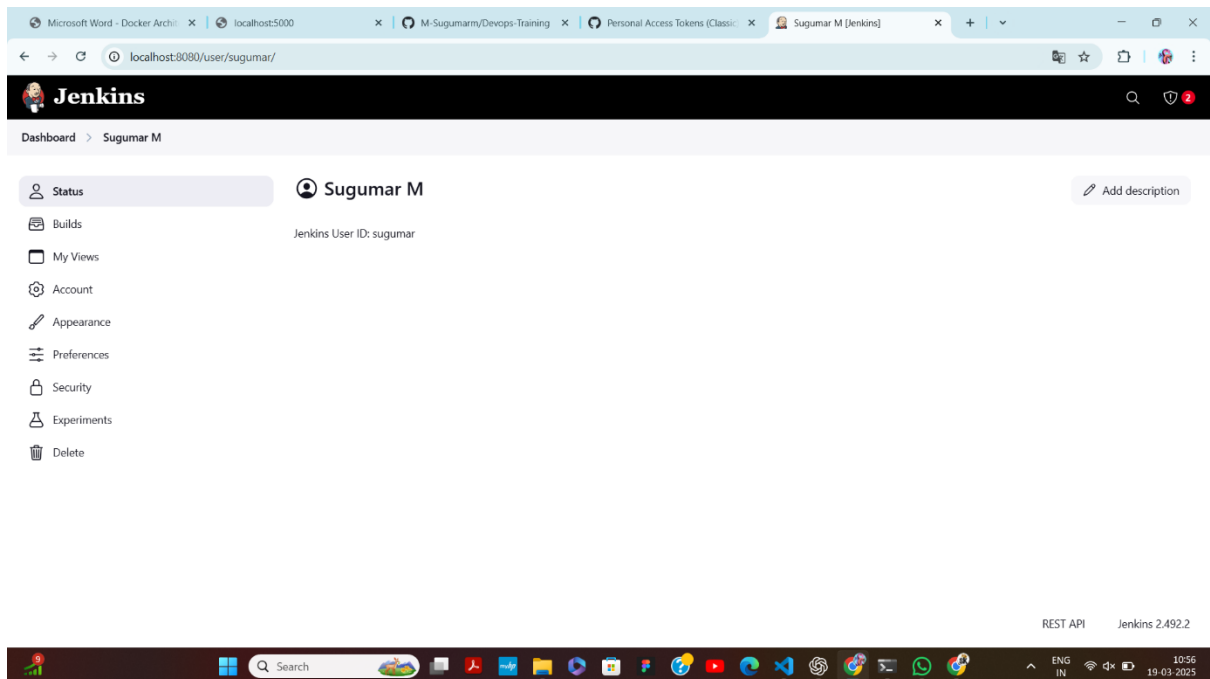 Microsoft Word - Docker Archit
localhost:5000
M-Sugumarm/Devops-Training
Personal Access Tokens (Classic)
Sugumar M [Jenkins]
localhost:8080/user/sugumar/
Jenkins
2
Dashboard > Sugumar M
Status
Sugumar M
Add description
Builds
Jenkins User ID: sugumar
My Views
Account
Appearance
Preferences
Security
Experiments
Delete
REST API
Jenkins 2.492.2
9
Search
ENG
IN
10:56
19-03-2025